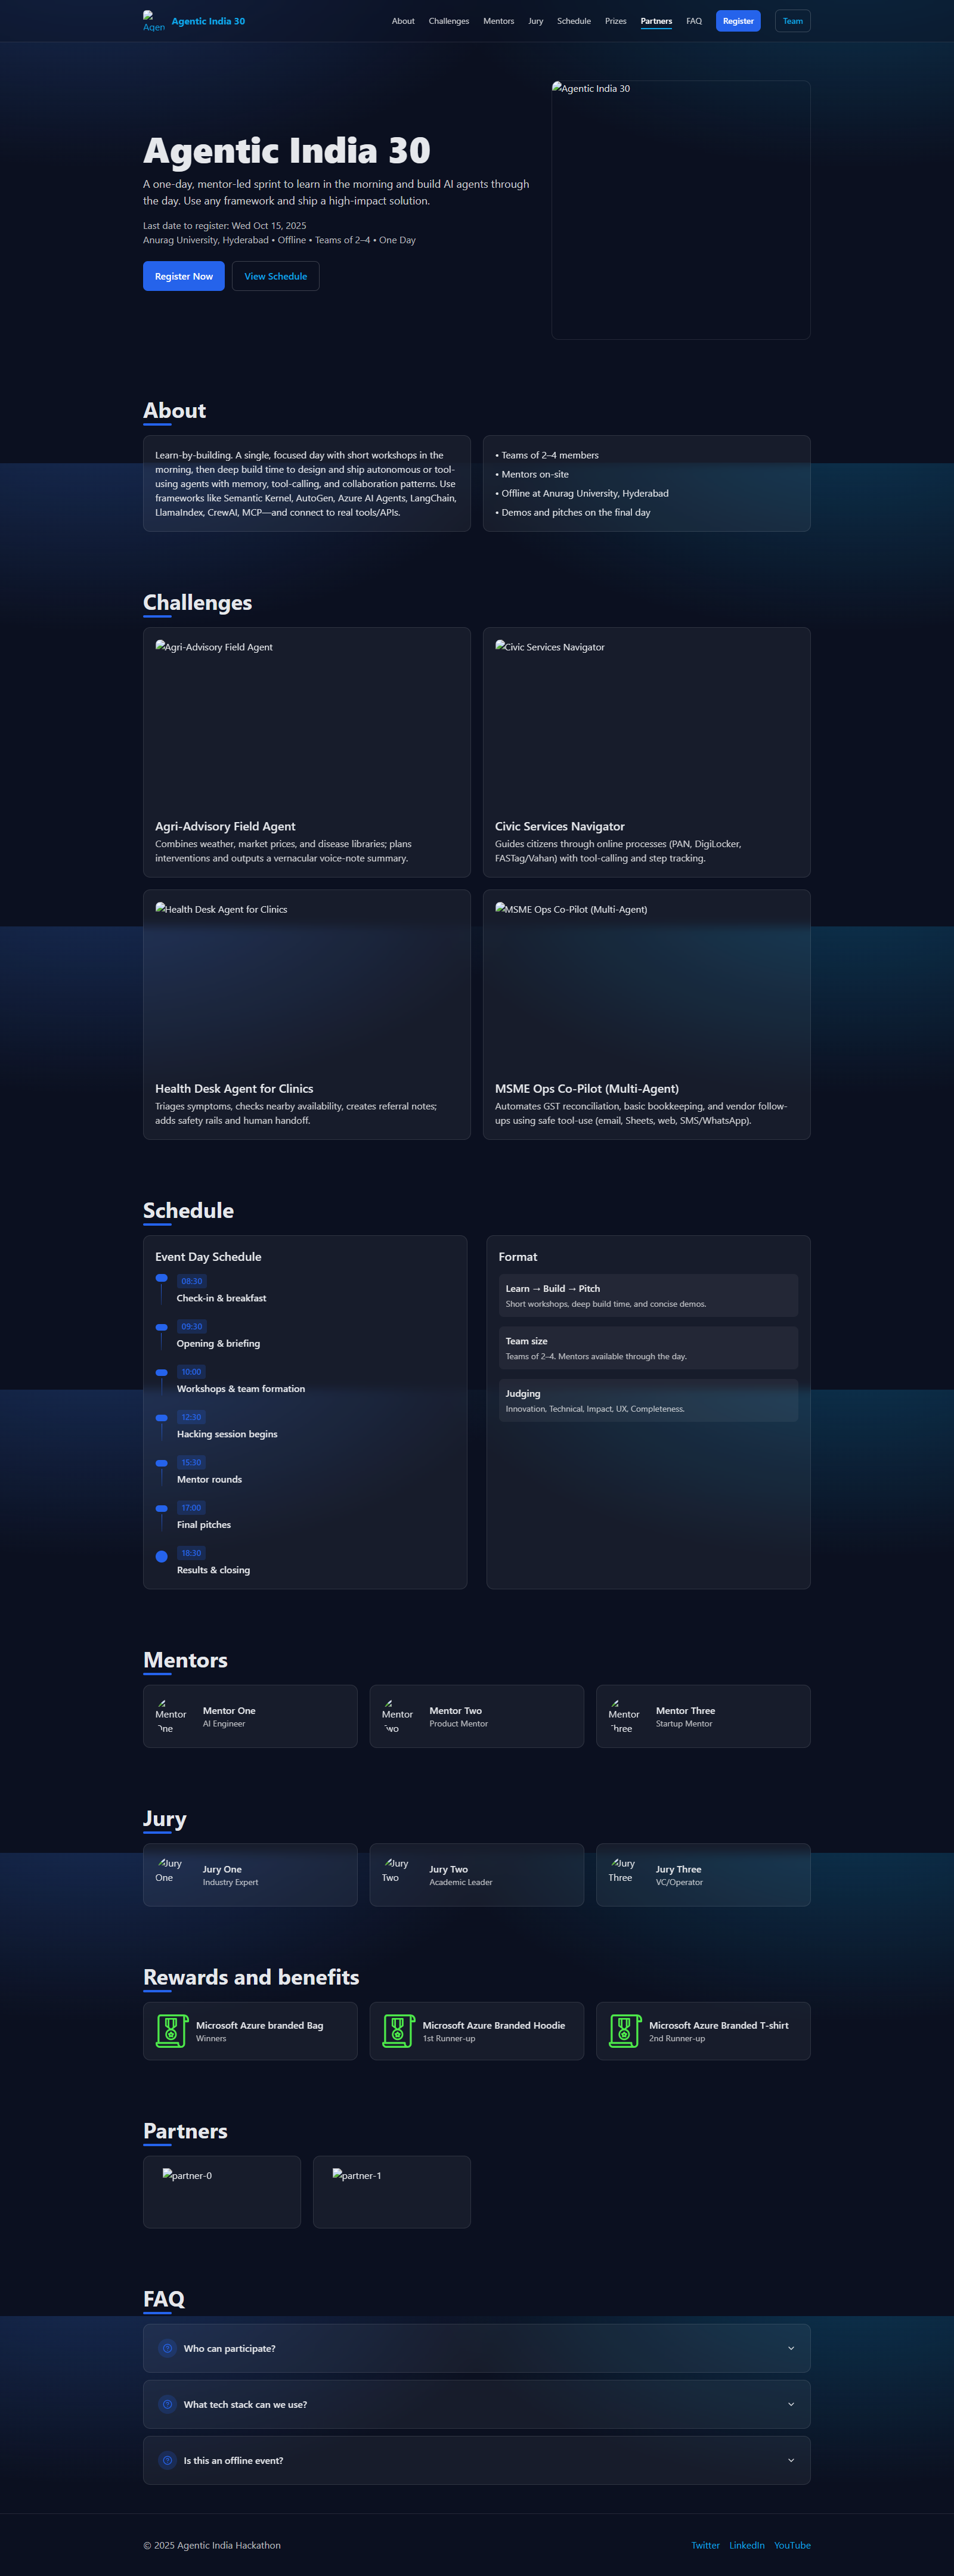 Agen
Agentic India 30
About
Challenges
Mentors
Jury
Schedule
Prizes
Partners
FAQ
Register
Team
Agentic India 30
Agentic India 30
A one-day, mentor-led sprint to learn in the morning and build AI agents through
the day. Use any framework and ship a high-impact solution.
Last date to register: Wed Oct 15, 2025
Anurag University, Hyderabad • Offline • Teams of 2–4 • One Day
Register Now
View Schedule
About
Learn-by-building. A single, focused day with short workshops in the
morning, then deep build time to design and ship autonomous or tool-
using agents with memory, tool-calling, and collaboration patterns. Use
frameworks like Semantic Kernel, AutoGen, Azure AI Agents, LangChain,
LlamaIndex, CrewAI, MCP—and connect to real tools/APIs.
• Teams of 2–4 members
• Mentors on-site
• Offline at Anurag University, Hyderabad
• Demos and pitches on the final day
Challenges
Agri-Advisory Field Agent
Agri-Advisory Field Agent
Combines weather, market prices, and disease libraries; plans
interventions and outputs a vernacular voice-note summary.
Civic Services Navigator
Civic Services Navigator
Guides citizens through online processes (PAN, DigiLocker,
FASTag/Vahan) with tool-calling and step tracking.
Health Desk Agent for Clinics
Health Desk Agent for Clinics
Triages symptoms, checks nearby availability, creates referral notes;
adds safety rails and human handoff.
MSME Ops Co-Pilot (Multi-Agent)
MSME Ops Co-Pilot (Multi-Agent)
Automates GST reconciliation, basic bookkeeping, and vendor follow-
ups using safe tool-use (email, Sheets, web, SMS/WhatsApp).
Schedule
Event Day Schedule
08:30
Check-in & breakfast
09:30
Opening & briefing
10:00
Workshops & team formation
12:30
Hacking session begins
15:30
Mentor rounds
17:00
Final pitches
18:30
Results & closing
Format
Learn → Build → Pitch
Short workshops, deep build time, and concise demos.
Team size
Teams of 2–4. Mentors available through the day.
Judging
Innovation, Technical, Impact, UX, Completeness.
Mentors
Mentor
One
Mentor One
AI Engineer
Mentor
Two
Mentor Two
Product Mentor
Mentor
Three
Mentor Three
Startup Mentor
Jury
Jury
One
Jury One
Industry Expert
Jury
Two
Jury Two
Academic Leader
Jury
Three
Jury Three
VC/Operator
Rewards and benefits
Microsoft Azure branded Bag
Winners
Microsoft Azure Branded Hoodie
1st Runner-up
Microsoft Azure Branded T-shirt
2nd Runner-up
Partners
partner-0
partner-1
FAQ
Who can participate?
What tech stack can we use?
Is this an offline event?
© 2025 Agentic India Hackathon
Twitter
LinkedIn
YouTube